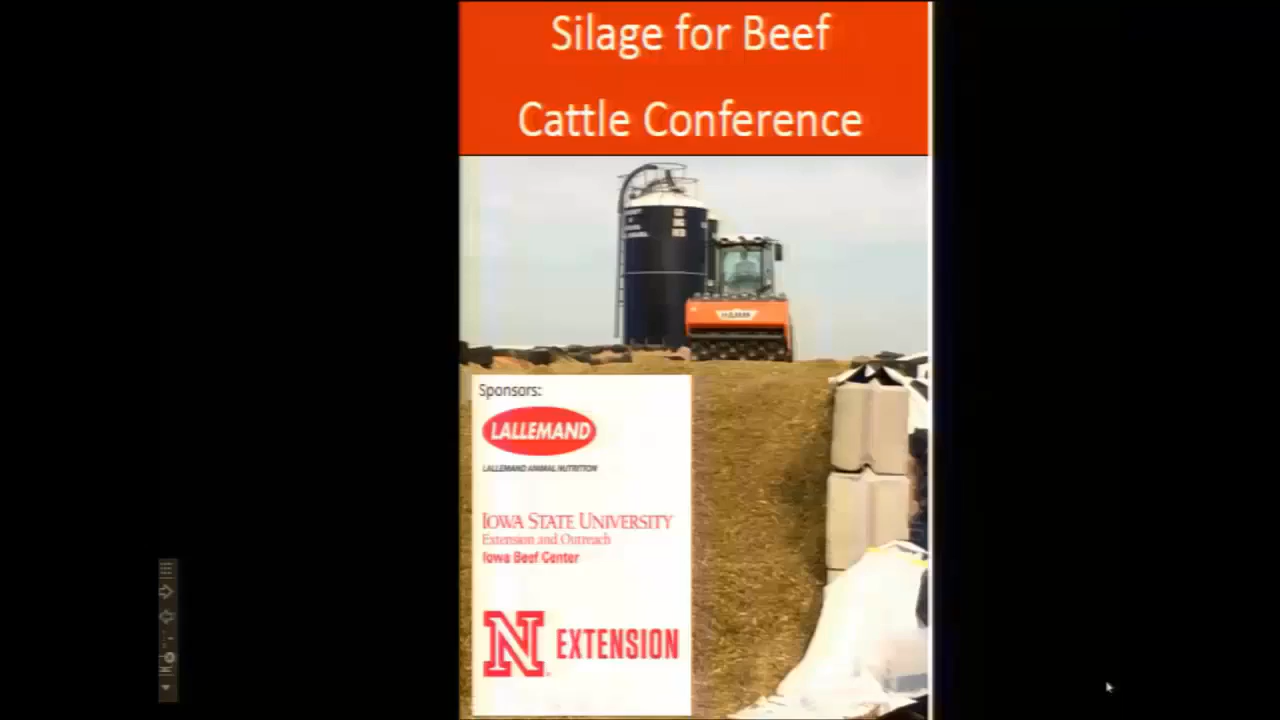 Silage for Beef
Cattle Conference
HAMM
Sponsors:
LALLEMAND
LALLEMAND ANIMAL NUTRITION
IOWA STATE UNIVERSITY
Extension and Outreach
Iowa Beef Center
N EXTENSION